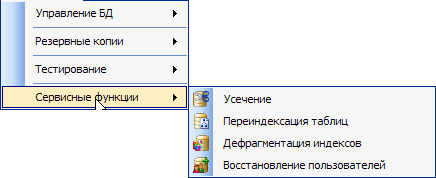 Управление БД
Резервные копии
Тестирование
Сервисные функции
Усечение
Переиндексация таблиц
Дефрагментация индексов
Восстановление пользователей